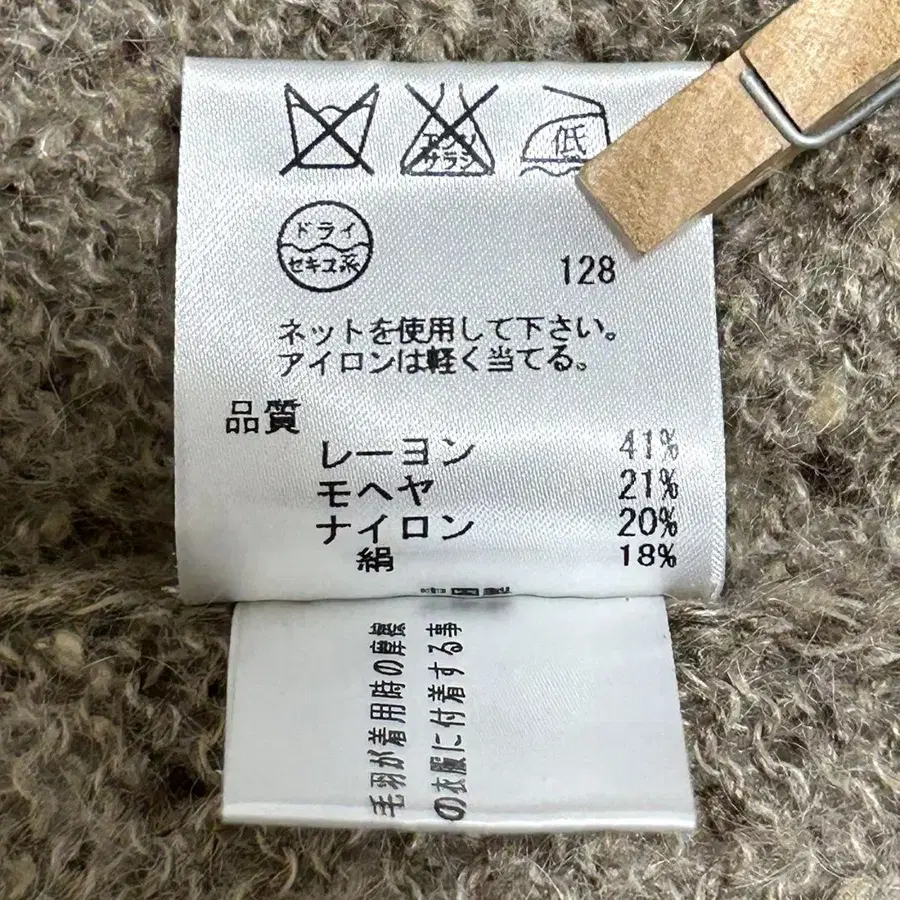 エンソ
サラシ
低
ドライ
セキユ系
128
ネットを使用して下さい。
アイロンは軽く当てる。
品質
レーヨン 41%
モヘヤ 21%
ナイロン 20%
絹 18%
毛羽が着用時の摩擦
の衣服に付着する事